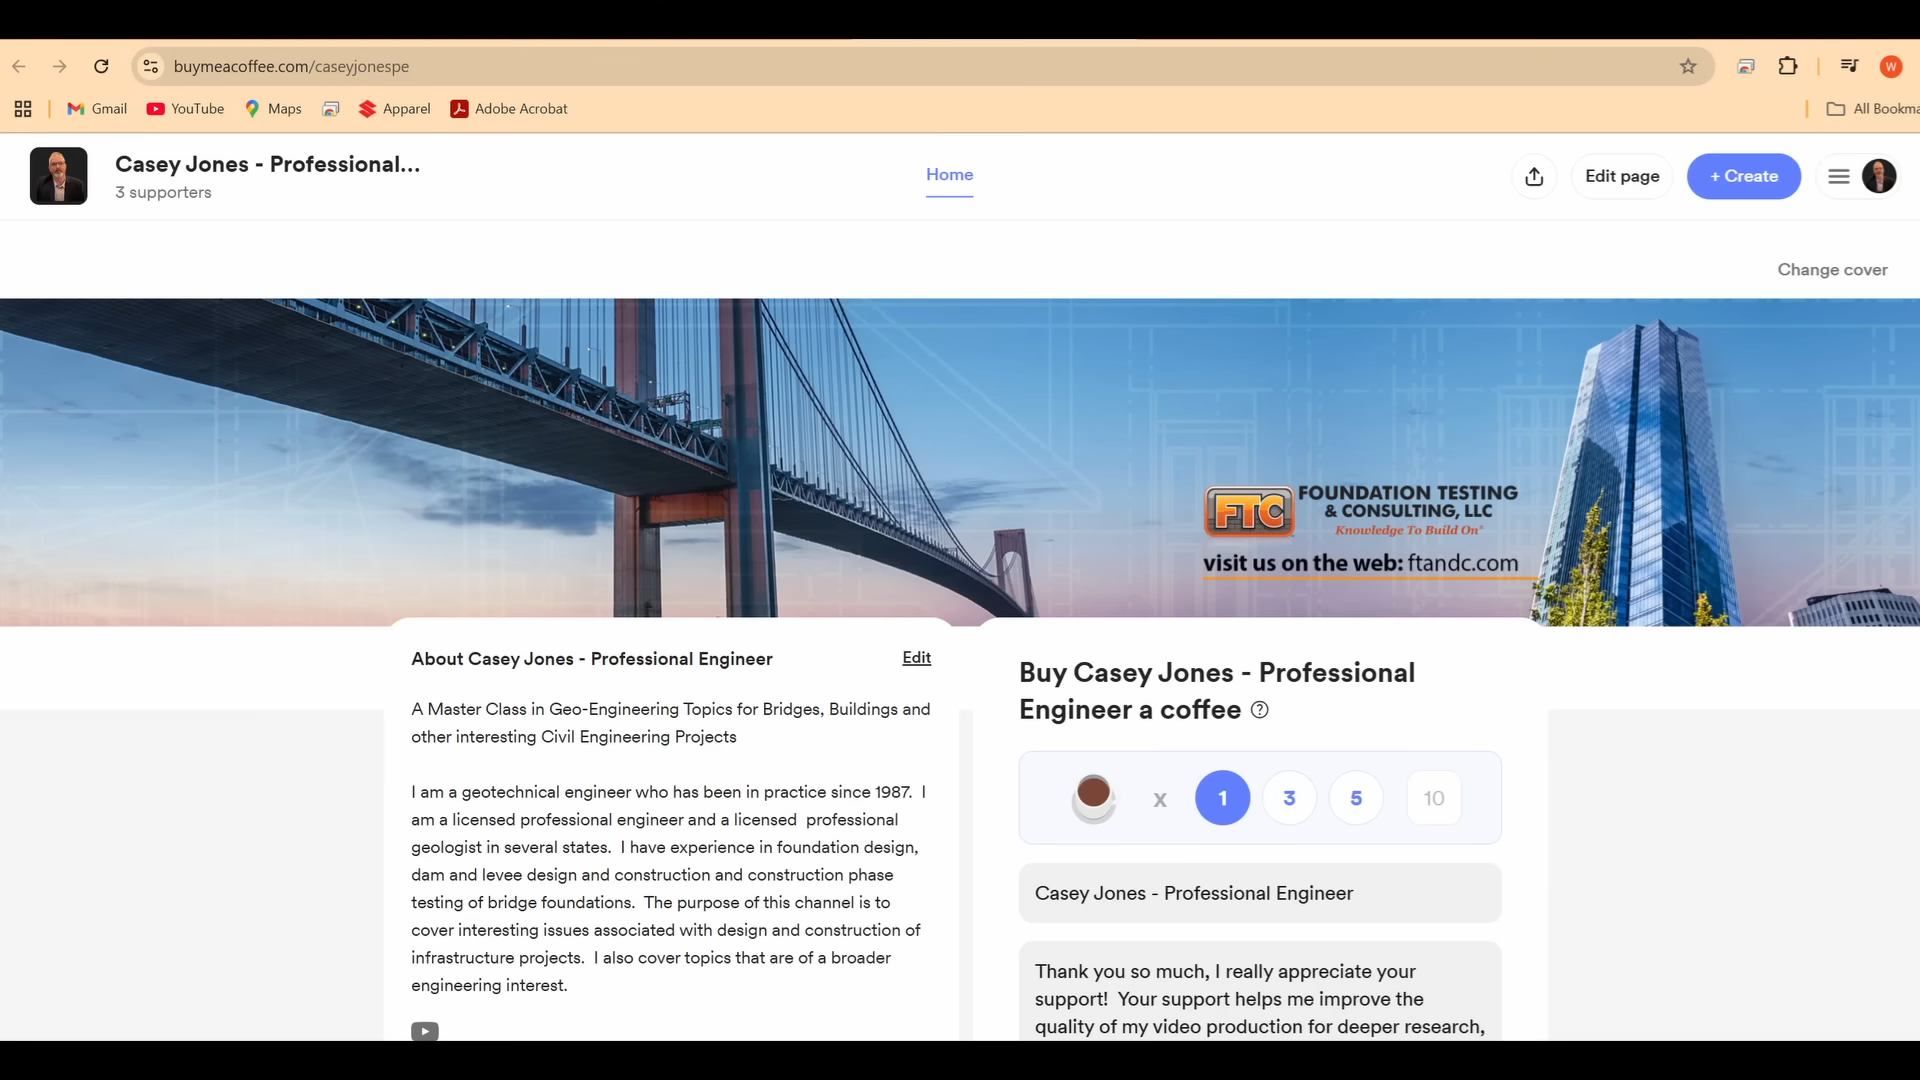 buymeacoffee.com/caseyjonespe
W
Gmail
YouTube
Maps
Apparel
Adobe Acrobat
All Bookma
Casey Jones - Professional...
3 supporters
Home
Edit page
+ Create
Change cover
FTC
FOUNDATION TESTING
& CONSULTING, LLC
Knowledge To Build On®
visit us on the web: ftandc.com
About Casey Jones - Professional Engineer
Edit
A Master Class in Geo-Engineering Topics for Bridges, Buildings and
other interesting Civil Engineering Projects
I am a geotechnical engineer who has been in practice since 1987. I
am a licensed professional engineer and a licensed professional
geologist in several states. I have experience in foundation design,
dam and levee design and construction and construction phase
testing of bridge foundations. The purpose of this channel is to
cover interesting issues associated with design and construction of
infrastructure projects. I also cover topics that are of a broader
engineering interest.
Buy Casey Jones - Professional
Engineer a coffee ?
x 1 3 5 10
Casey Jones - Professional Engineer
Thank you so much, I really appreciate your
support! Your support helps me improve the
quality of my video production for deeper research,